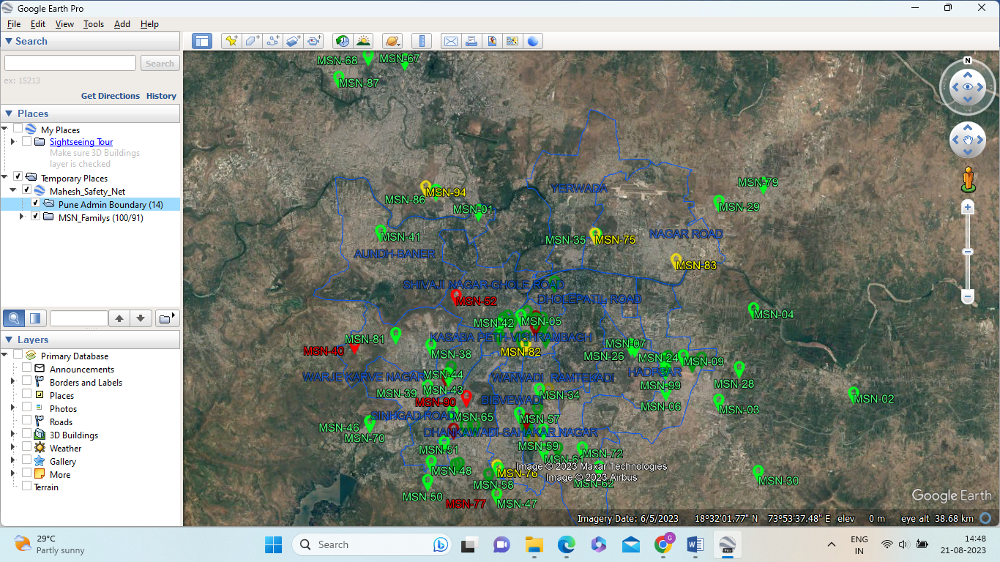 Google Earth Pro
File Edit View Tools Add Help
Search
Search
ex: 15213
Get Directions History
Places
My Places
Sightseeing Tour
Make sure 3D Buildings
layer is checked
Temporary Places
Mahesh_Safety_Net
Pune Admin Boundary (14)
MSN_Familys (100/91)
Layers
Primary Database
Announcements
Borders and Labels
Places
Photos
Roads
3D Buildings
Weather
Gallery
More
Terrain
MSN-68 MSN-67
MSN-87
N
YERWADA
MSN-79
MSN-86 MSN-94
MSN-29
MSN-01
MSN-41
MSN-35 MSN-75
NAGAR ROAD
AUNDH-BANER
MSN-83
SHIVAJI NAGAR-GHOLE ROAD
MSN-52
DHOLEPATIL ROAD
MSN-04
MSN-42 MSN-05
MSN-81
KASABA PETH-VISHRAMBAGH
MSN-07
MSN-40
MSN-38
MSN-82
MSN-26 MSN-24 MSN-09
HADPSAR
WARJE KARVE NAGAR
MSN-44
WANVADI RAMTEKADI
MSN-99
MSN-28
MSN-39 MSN-43
MSN-34
MSN-90
BIBVEWADI
MSN-02
MSN-06
MSN-03
SINHGAD ROAD
MSN-65
MSN-57
MSN-46
DHANKAWADI-SAHAKAR NAGAR
MSN-70
MSN-51
MSN-59
MSN-61
MSN-72
MSN-48
MSN-76
Image © 2023 Maxar Technologies
Image © 2023 Airbus
MSN-58
MSN-62
MSN-30
MSN-50
MSN-77 MSN-47
Google Earth
Imagery Date: 6/5/2023 18°32'01.77" N 73°53'37.48" E elev 0 m eye alt 38.68 km
29°C
Partly sunny
Search
G
Pro
ENG
IN
14:48
21-08-2023